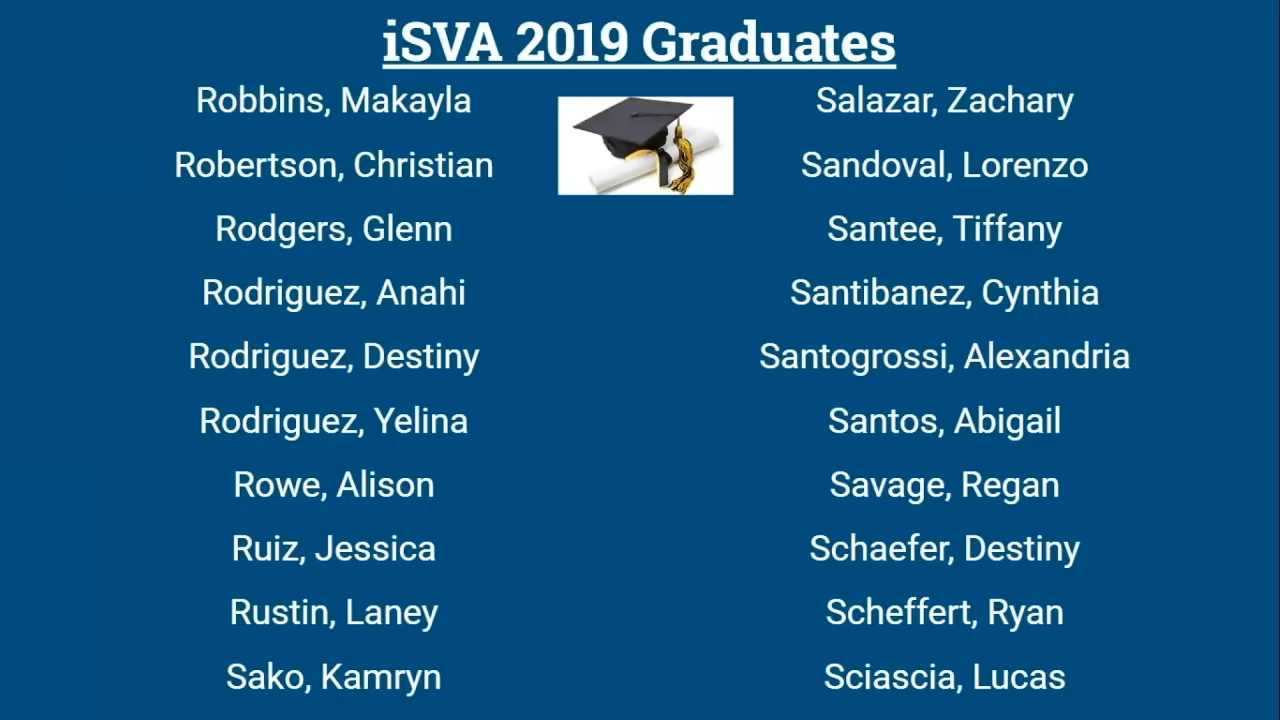 iSVA 2019 Graduates
Robbins, Makayla
Robertson, Christian
Rodgers, Glenn
Rodriguez, Anahi
Rodriguez, Destiny
Rodriguez, Yelina
Rowe, Alison
Ruiz, Jessica
Rustin, Laney
Sako, Kamryn
Salazar, Zachary
Sandoval, Lorenzo
Santee, Tiffany
Santibanez, Cynthia
Santogrossi, Alexandria
Santos, Abigail
Savage, Regan
Schaefer, Destiny
Scheffert, Ryan
Sciascia, Lucas